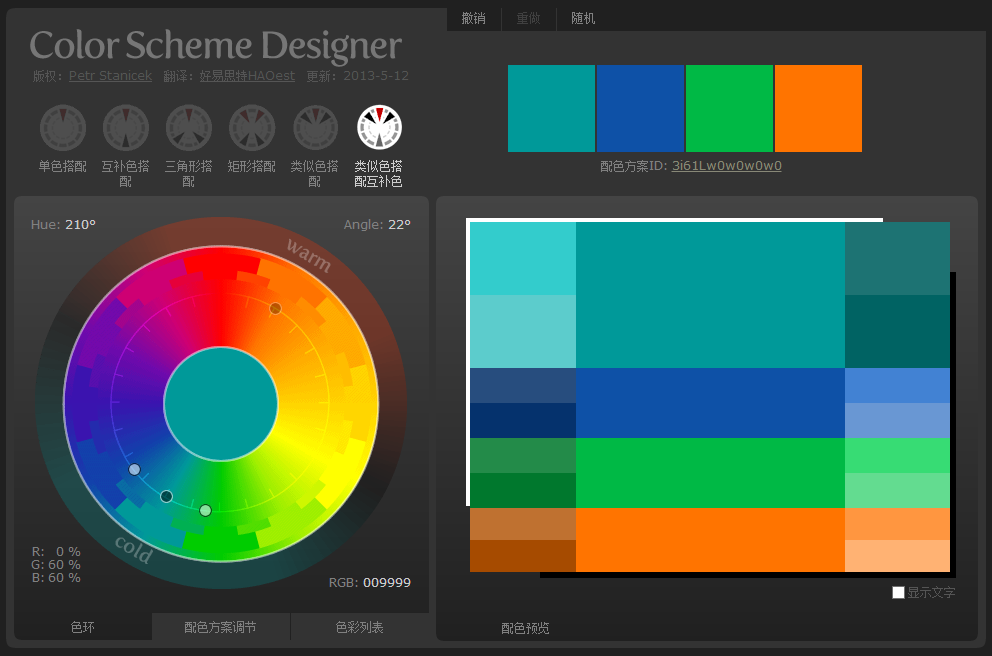 撤销 重做 随机
Color Scheme Designer
版权: Petr Stanicek 翻译: 好易思特HAOest 更新: 2013-5-12
单色搭配 互补色搭配 三角形搭配 矩形搭配 类似色搭配 类似色搭配互补色
配色方案ID: 3i61Lw0w0w0w0
Hue: 210° Angle: 22°
warm
cold
R: 0 %
G: 60 %
B: 60 %
RGB: 009999
显示文字
色环 配色方案调节 色彩列表
配色预览